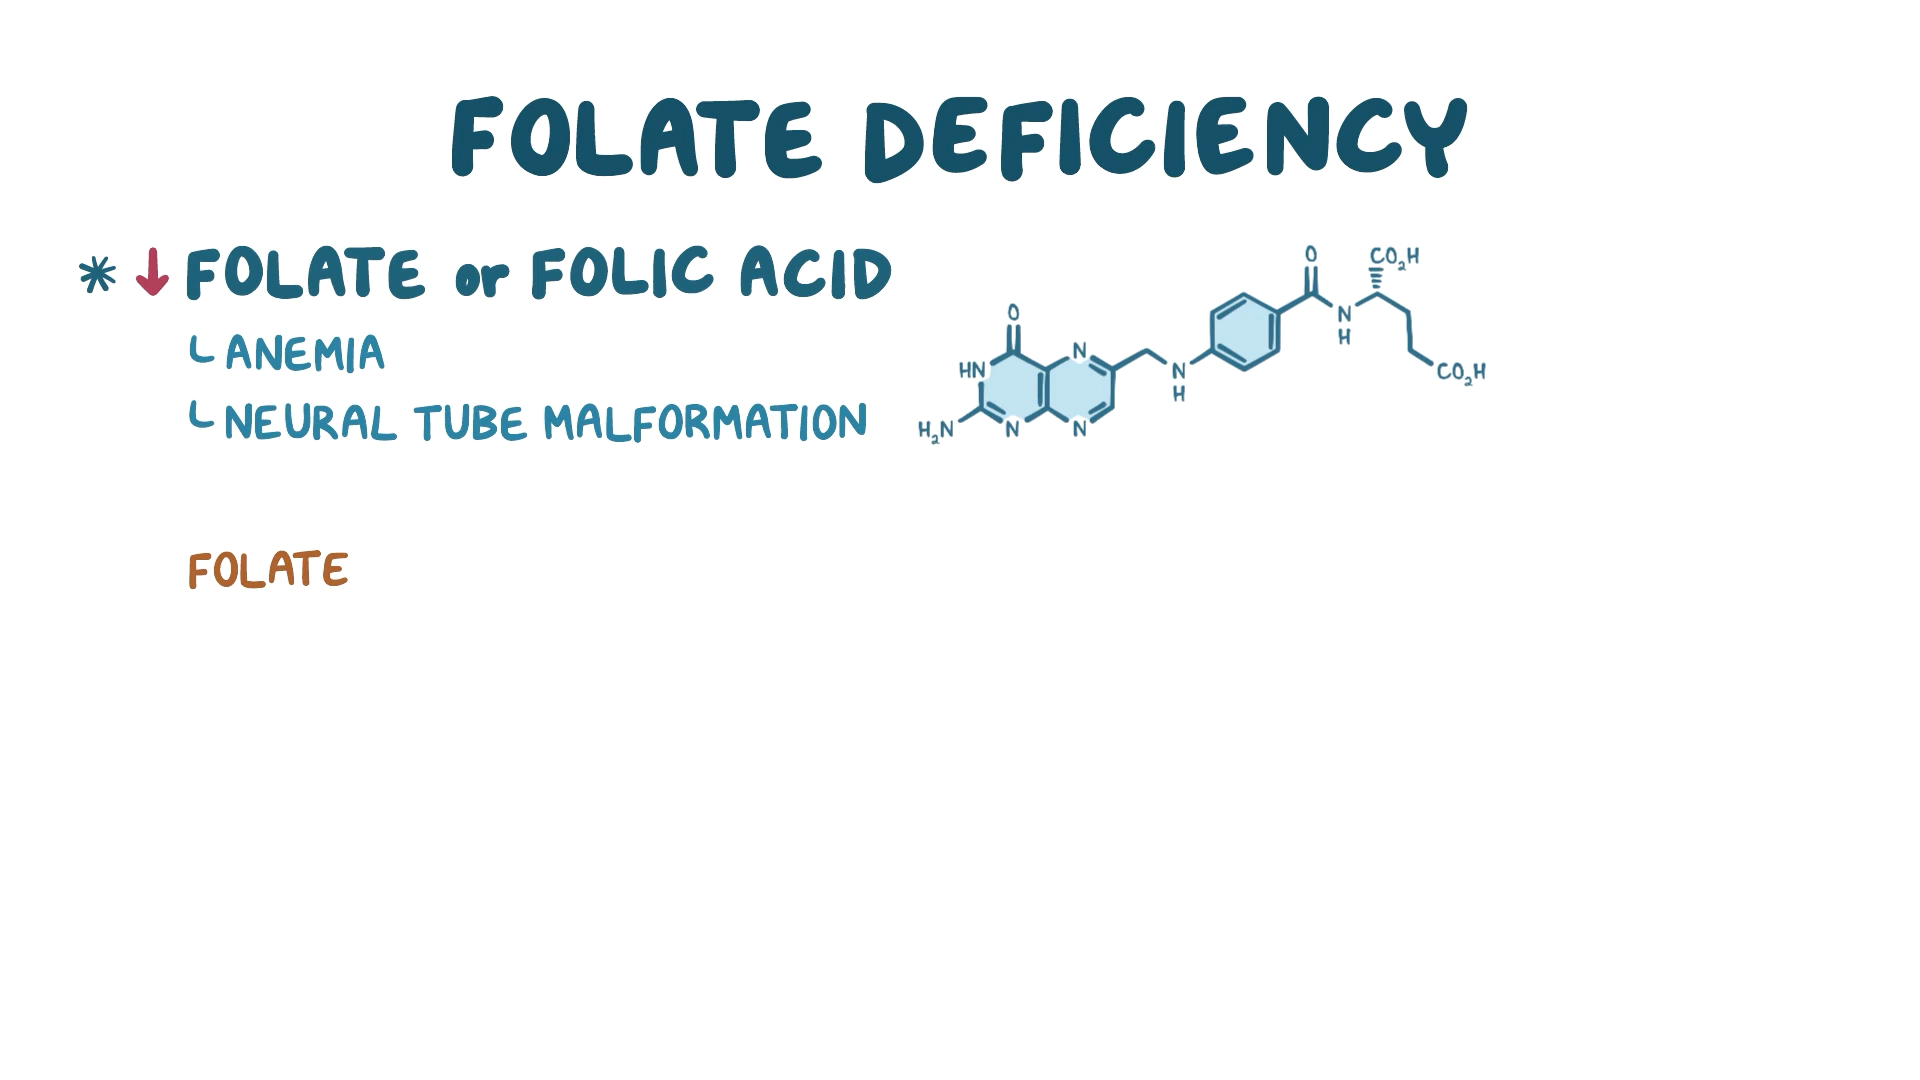 FOLATE DEFICIENCY
* ↓ FOLATE or FOLIC ACID
ANEMIA
NEURAL TUBE MALFORMATION
O
HN
H₂N
N
N
N
N
H
O
N
H
CO₂H
CO₂H
FOLATE